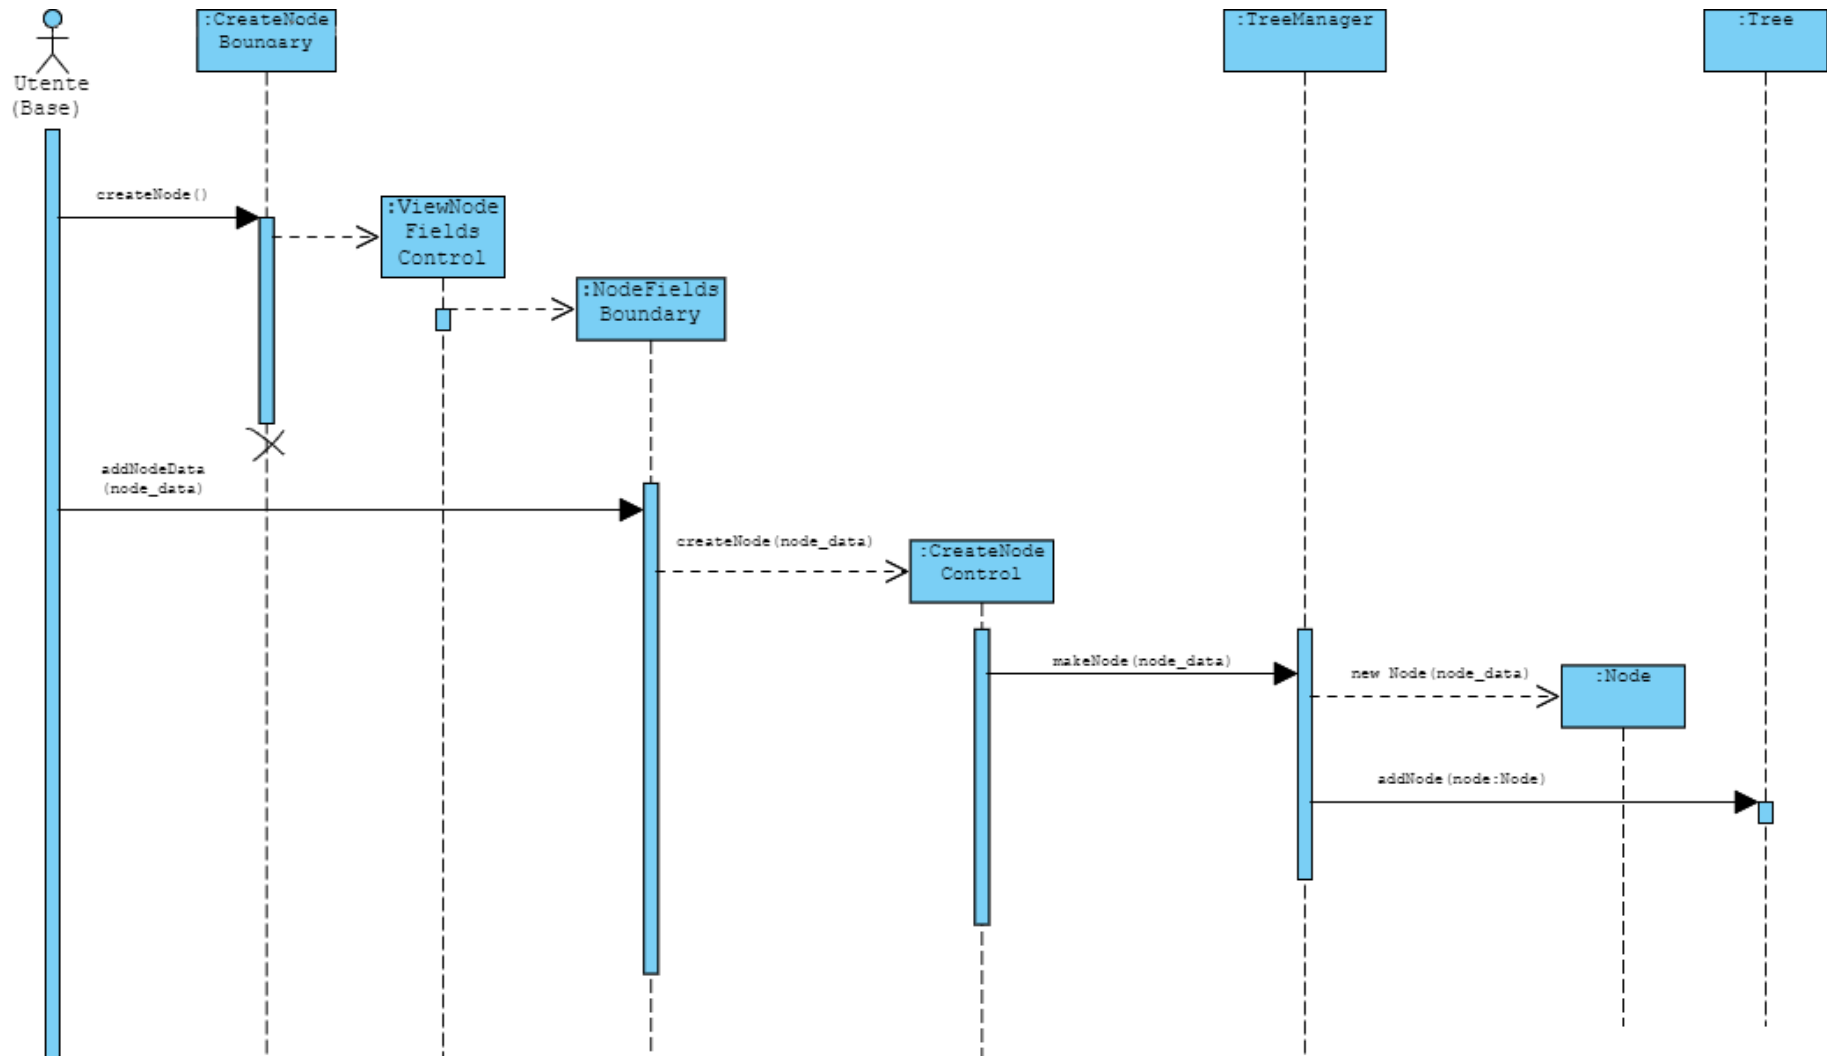 :CreateNode
Boundary
:TreeManager
:Tree
Utente
(Base)
createNode()
:ViewNode
Fields
Control
:NodeFields
Boundary
addNodeData
(node_data)
createNode(node_data)
:CreateNode
Control
makeNode(node_data)
new Node(node_data)
:Node
addNode(node:Node)